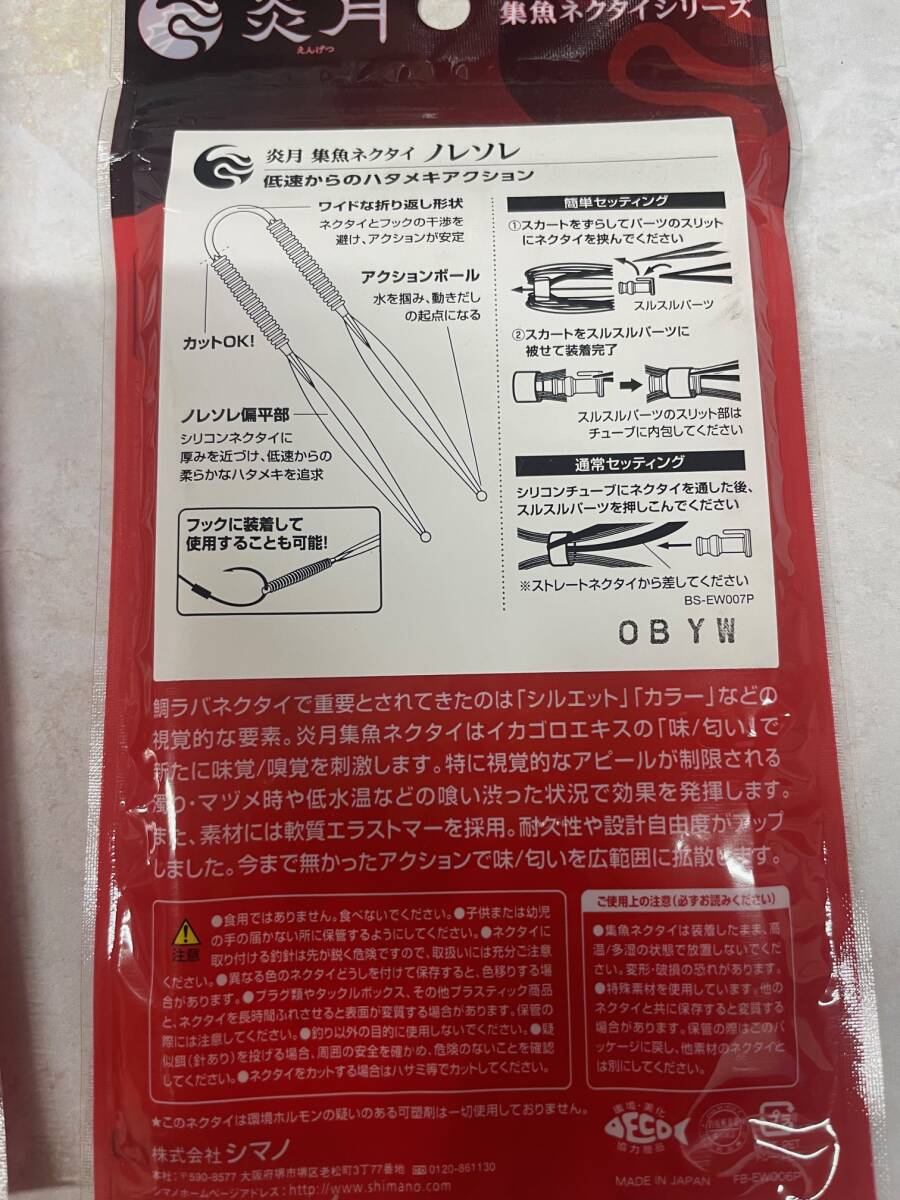 炎月
えんげつ
集魚ネクタイシリーズ
炎月 集魚ネクタイ ノレソレ
低速からのハタメキアクション
ワイドな折り返し形状
ネクタイとフックの干渉を
避け、アクションが安定
アクションボール
水を掴み、動きだし
の起点になる
カットOK!
ノレソレ偏平部
シリコンネクタイに
厚みを近づけ、低速からの
柔らかなハタメキを追求
フックに装着して
使用することも可能!
簡単セッティング
①スカートをずらしてパーツのスリット
にネクタイを挟んでください
スルスルパーツ
②スカートをスルスルパーツに
被せて装着完了
スルスルパーツのスリット部は
チューブに内包してください
通常セッティング
シリコンチューブにネクタイを通した後、
スルスルパーツを押しこんでください
※ストレートネクタイから差してください
BS-EW007P
OBYW
鯛ラバネクタイで重要とされてきたのは「シルエット」「カラー」などの
視覚的な要素。炎月集魚ネクタイはイカゴロエキスの「味/匂い」で
新たに味覚/嗅覚を刺激します。特に視覚的なアピールが制限される
濁り・マヅメ時や低水温などの喰い渋った状況で効果を発揮します。
また、素材には軟質エラストマーを採用。耐久性や設計自由度がアップ
しました。今まで無かったアクションで味/匂いを広範囲に拡散します。
注意
●食用ではありません。食べないでください。●子供または幼児
の手の届かない所に保管するようにしてください。●ネクタイに
取り付ける釣針は先が鋭く危険ですので、取扱いには充分ご注意
ください。●異なる色のネクタイどうしを付けて保存すると、色移りする場
合があります。●プラグ類やタックルボックス、その他プラスティック商品
と、ネクタイを長時間ふれさせると表面が変質する場合があります。保管の
際には注意してください。●釣り以外の目的に使用しないでください。●疑
似餌(針あり)を投げる場合、周囲の安全を確かめ、危険のないことを確認
してください。●ネクタイをカットする場合はハサミ等でカットしてください。
ご使用上の注意(必ずお読みください)
●集魚ネクタイは装着したまま、高
温/多湿の状態で放置しないでくだ
さい。変形・破損の恐れがあります。
●特殊素材を使用しています。他の
ネクタイと共に保存すると変質する
場合があります。保管の際はこのパ
ッケージに戻し、他素材のネクタイと
は別にしてください。
★このネクタイは環境ホルモンの疑いのある可塑剤は一切使用しておりません。
株式会社シマノ
本社:〒590-8577 大阪府堺市堺区老松町3丁77番地 0120-861130
シマノホームページアドレス:http://www.shimano.com
環境・美化
ECO
協力商品
プラ
MADE IN JAPAN
FB-EW006P